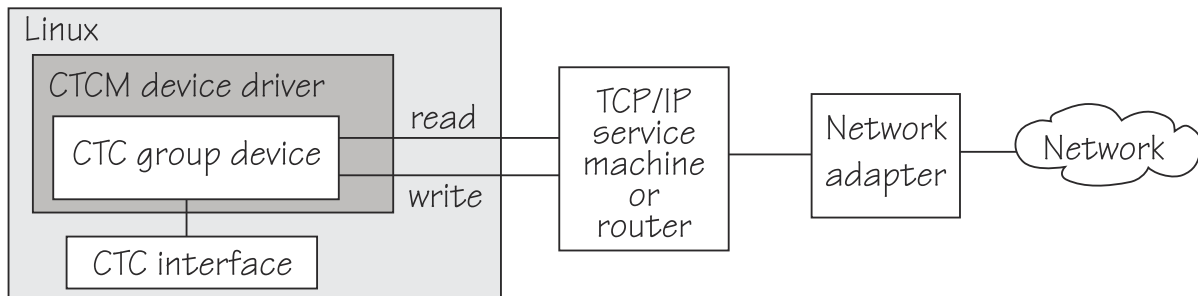 Linux
CTCM device driver
CTC group device
CTC interface
read
write
TCP/IP
service
machine
or
router
Network
adapter
Network